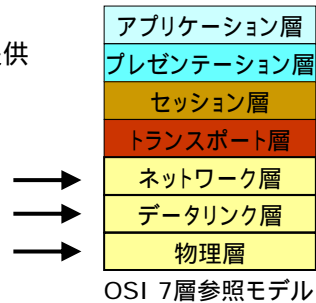 供
アプリケーション層
プレゼンテーション層
セッション層
トランスポート層
ネットワーク層
データリンク層
物理層
OSI 7層参照モデル